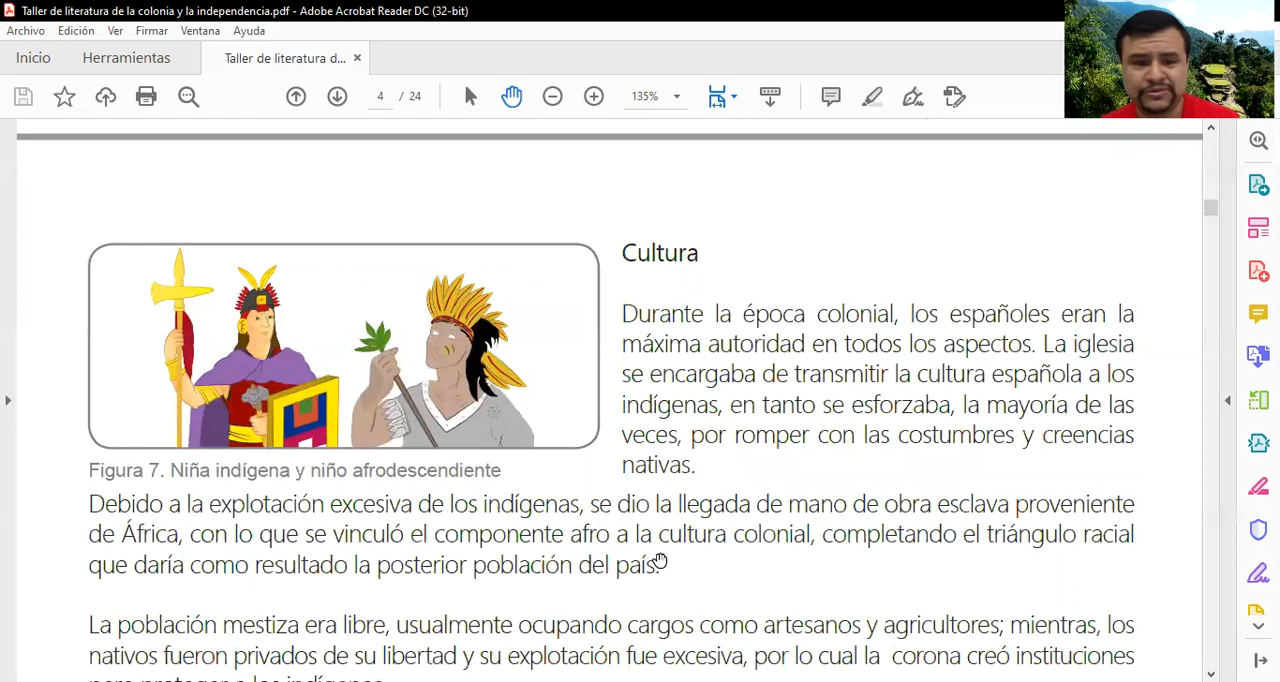 Taller de literatura de la colonia y la independencia.pdf - Adobe Acrobat Reader DC (32-bit)
Archivo Edición Ver Firmar Ventana Ayuda
Inicio Herramientas Taller de literatura d... ×
4 / 24 135%
Cultura
Durante la época colonial, los españoles eran la
máxima autoridad en todos los aspectos. La iglesia
se encargaba de transmitir la cultura española a los
indígenas, en tanto se esforzaba, la mayoría de las
veces, por romper con las costumbres y creencias
nativas.
Figura 7. Niña indígena y niño afrodescendiente
Debido a la explotación excesiva de los indígenas, se dio la llegada de mano de obra esclava proveniente
de África, con lo que se vinculó el componente afro a la cultura colonial, completando el triángulo racial
que daría como resultado la posterior población del país.
La población mestiza era libre, usualmente ocupando cargos como artesanos y agricultores; mientras, los
nativos fueron privados de su libertad y su explotación fue excesiva, por lo cual la corona creó instituciones
para proteger a los indígenas.